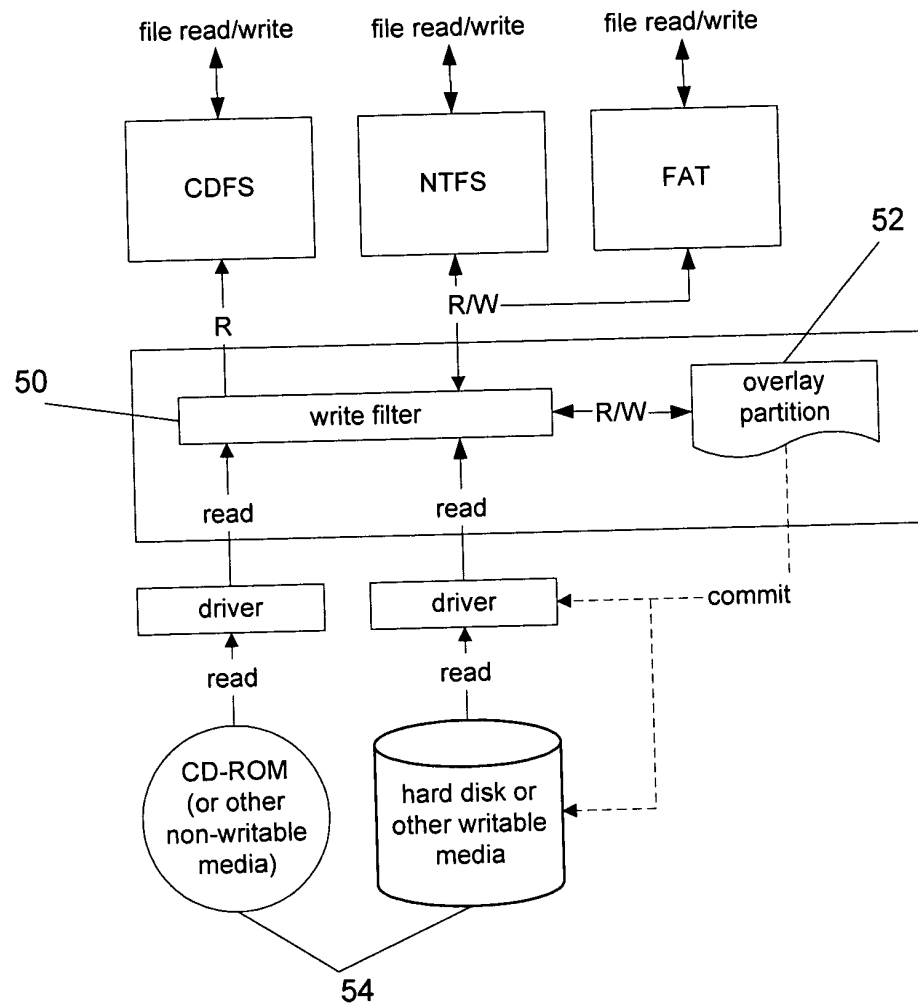 file read/write
file read/write
file read/write
CDFS
NTFS
FAT
52
R/W
R
50
write filter
R/W
overlay
partition
read
read
driver
driver
commit
read
read
CD-ROM
(or other
non-writable
media)
hard disk or
other writable
media
54